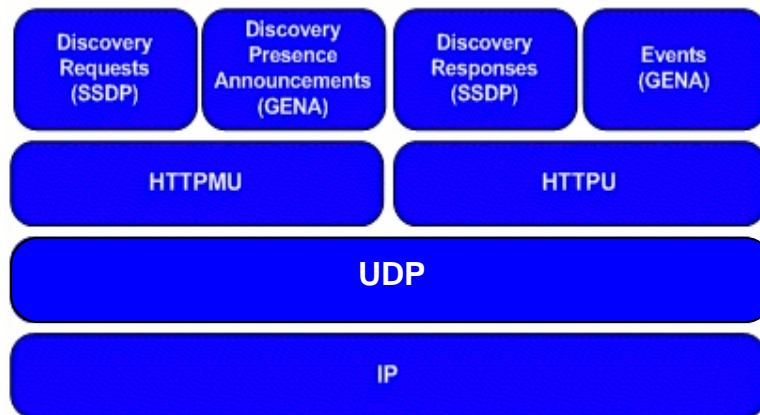 Discovery
Requests
(SSDP)
Discovery
Presence
Announcements
(GENA)
Discovery
Responses
(SSDP)
Events
(GENA)
HTTPMU
HTTPU
UDP
IP